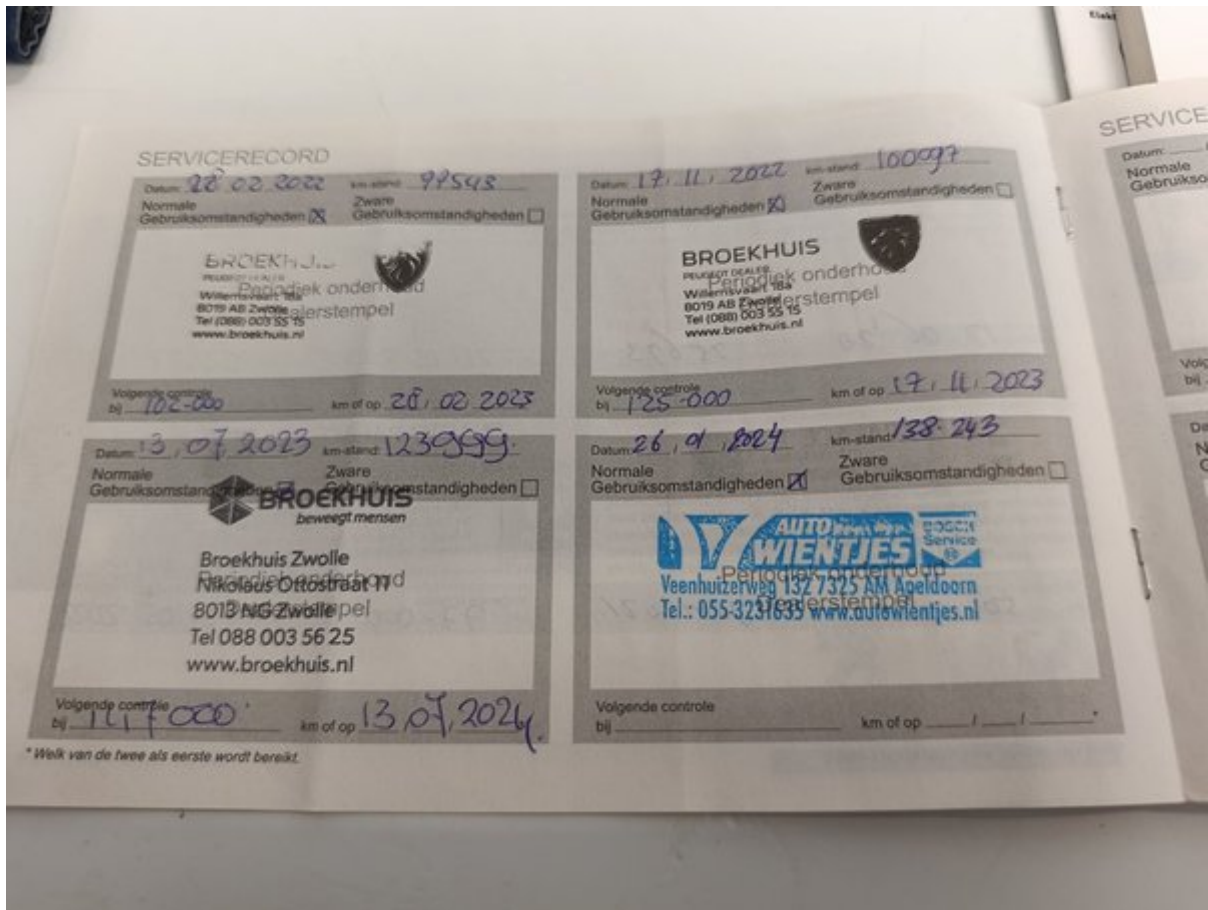 SERVICERECORD
Datum: 28 02 2022 km-stand:
Normale
Gebruiksomstandigheden
Zware
Gebruiksomstandigheden
BROEKHUIS
PEUGEOT DEALER
Willemsvaart 18a
8019 AB Zwolle
Tel (088) 003 55 15
www.broekhuis.nl
Periodiek onderhoud
Dealerstempel
Volgende controle
bij 102-000 km of op 28, 02 2023
Datum: 17. 11. 2022 km-stand: 100097
Normale
Gebruiksomstandigheden
Zware
Gebruiksomstandigheden
BROEKHUIS
PEUGEOT DEALER
Willemsvaart 18a
8019 AB Zwolle
Tel (088) 003 55 15
www.broekhuis.nl
Periodiek onderhoud
Dealerstempel
Volgende controle
bij 125-000 km of op 17. 11. 2023
Datum: 13, 07, 2023 km-stand: 123999.
Normale
Gebruiksomstandigheden
Zware
Gebruiksomstandigheden
BROEKHUIS
beweegt mensen
Broekhuis Zwolle
Nikolaus Ottostraat 11
8013 NG Zwolle
Tel 088 003 56 25
www.broekhuis.nl
Periodiek onderhoud
Dealerstempel
Volgende controle
bij km of op 13, 07, 2024
Datum: 26, 01, 2024 km-stand: 138.243
Normale
Gebruiksomstandigheden
Zware
Gebruiksomstandigheden
AUTO
WIENTJES
BOSCH
Service
Veenhuizerweg 132 7325 AM Apeldoorn
Tel.: 055-3231639 www.autowientjes.nl
Periodiek onderhoud
Dealerstempel
Volgende controle
bij km of op / / *
* Welk van de twee als eerste wordt bereikt.
SERVICE
Datum:
Normale